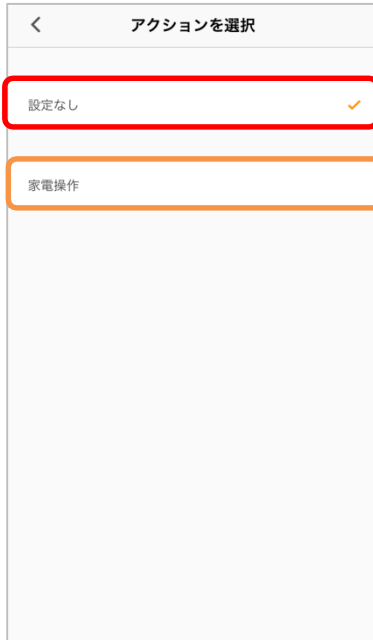 アクションを選択
設定なし
家電操作